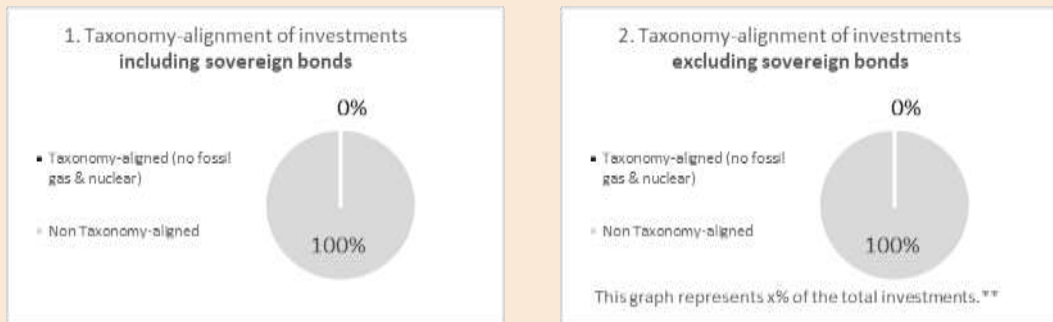 1. Taxonomy-alignment of investments
including sovereign bonds
0%
Taxonomy-aligned (no fossil
gas & nuclear)
Non Taxonomy-aligned
100%
2. Taxonomy-alignment of investments
excluding sovereign bonds
0%
Taxonomy-aligned (no fossil
gas & nuclear)
Non Taxonomy-aligned
100%
This graph represents x% of the total investments.**